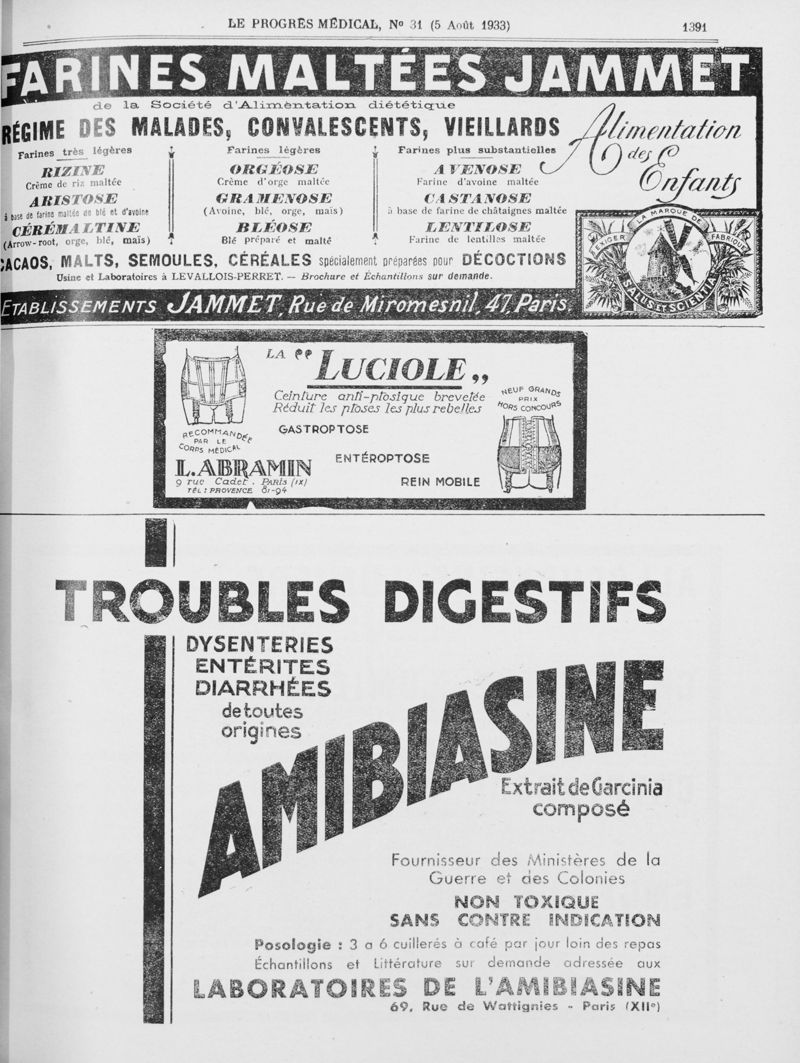 LE PROGRÈS MÉDICAL, No 31 (5 Août 1933)
1391
FARINES MALTÉES JAMMET
de la Société d'Alimentation diététique
RÉGIME DES MALADES, CONVALESCENTS, VIEILLARDS
Alimentation
des
Enfants
Farines très légères
RIZINE
Crème de riz maltée
ARISTOSE
à base de farine maltée de blé et d'avoine
CÉRÉMALTINE
(Arrow-root, orge, blé, maïs)
Farines légères
ORGÉOSE
Crème d'orge maltée
GRAMENOSE
(Avoine, blé, orge, maïs)
BLÉOSE
Blé préparé et malté
Farines plus substantielles
AVENOSE
Farine d'avoine maltée
CASTANOSE
à base de farine de châtaignes maltée
LENTILOSE
Farine de lentilles maltée
CACAOS, MALTS, SEMOULES, CÉRÉALES spécialement préparées pour DÉCOCTIONS
Usine et Laboratoires à LEVALLOIS-PERRET. — Brochure et Échantillons sur demande.
EXIGER LA MARQUE DE FABRIQUE
SALUS ET SCIENTIA
ETABLISSEMENTS JAMMET, Rue de Miromesnil, 47, Paris.
LA "LUCIOLE„
Ceinture anti-ptosique brevetée
Réduit les ptoses les plus rebelles
RECOMMANDÉE
PAR LE
CORPS MÉDICAL
NEUF GRANDS
PRIX
HORS CONCOURS
GASTROPTOSE
ENTÉROPTOSE
REIN MOBILE
L. ABRAMIN
9 rue Cadet. PARIS (IX)
TÉL: PROVENCE 81-94
TROUBLES DIGESTIFS
DYSENTERIES
ENTÉRITES
DIARRHÉES
de toutes
origines
AMIBIASINE
Extrait de Garcinia
composé
Fournisseur des Ministères de la
Guerre et des Colonies
NON TOXIQUE
SANS CONTRE INDICATION
Posologie : 3 a 6 cuillerés à café par jour loin des repas
Échantillons et Littérature sur demande adressée aux
LABORATOIRES DE L'AMIBIASINE
69, Rue de Wattignies - Paris (XIIe)